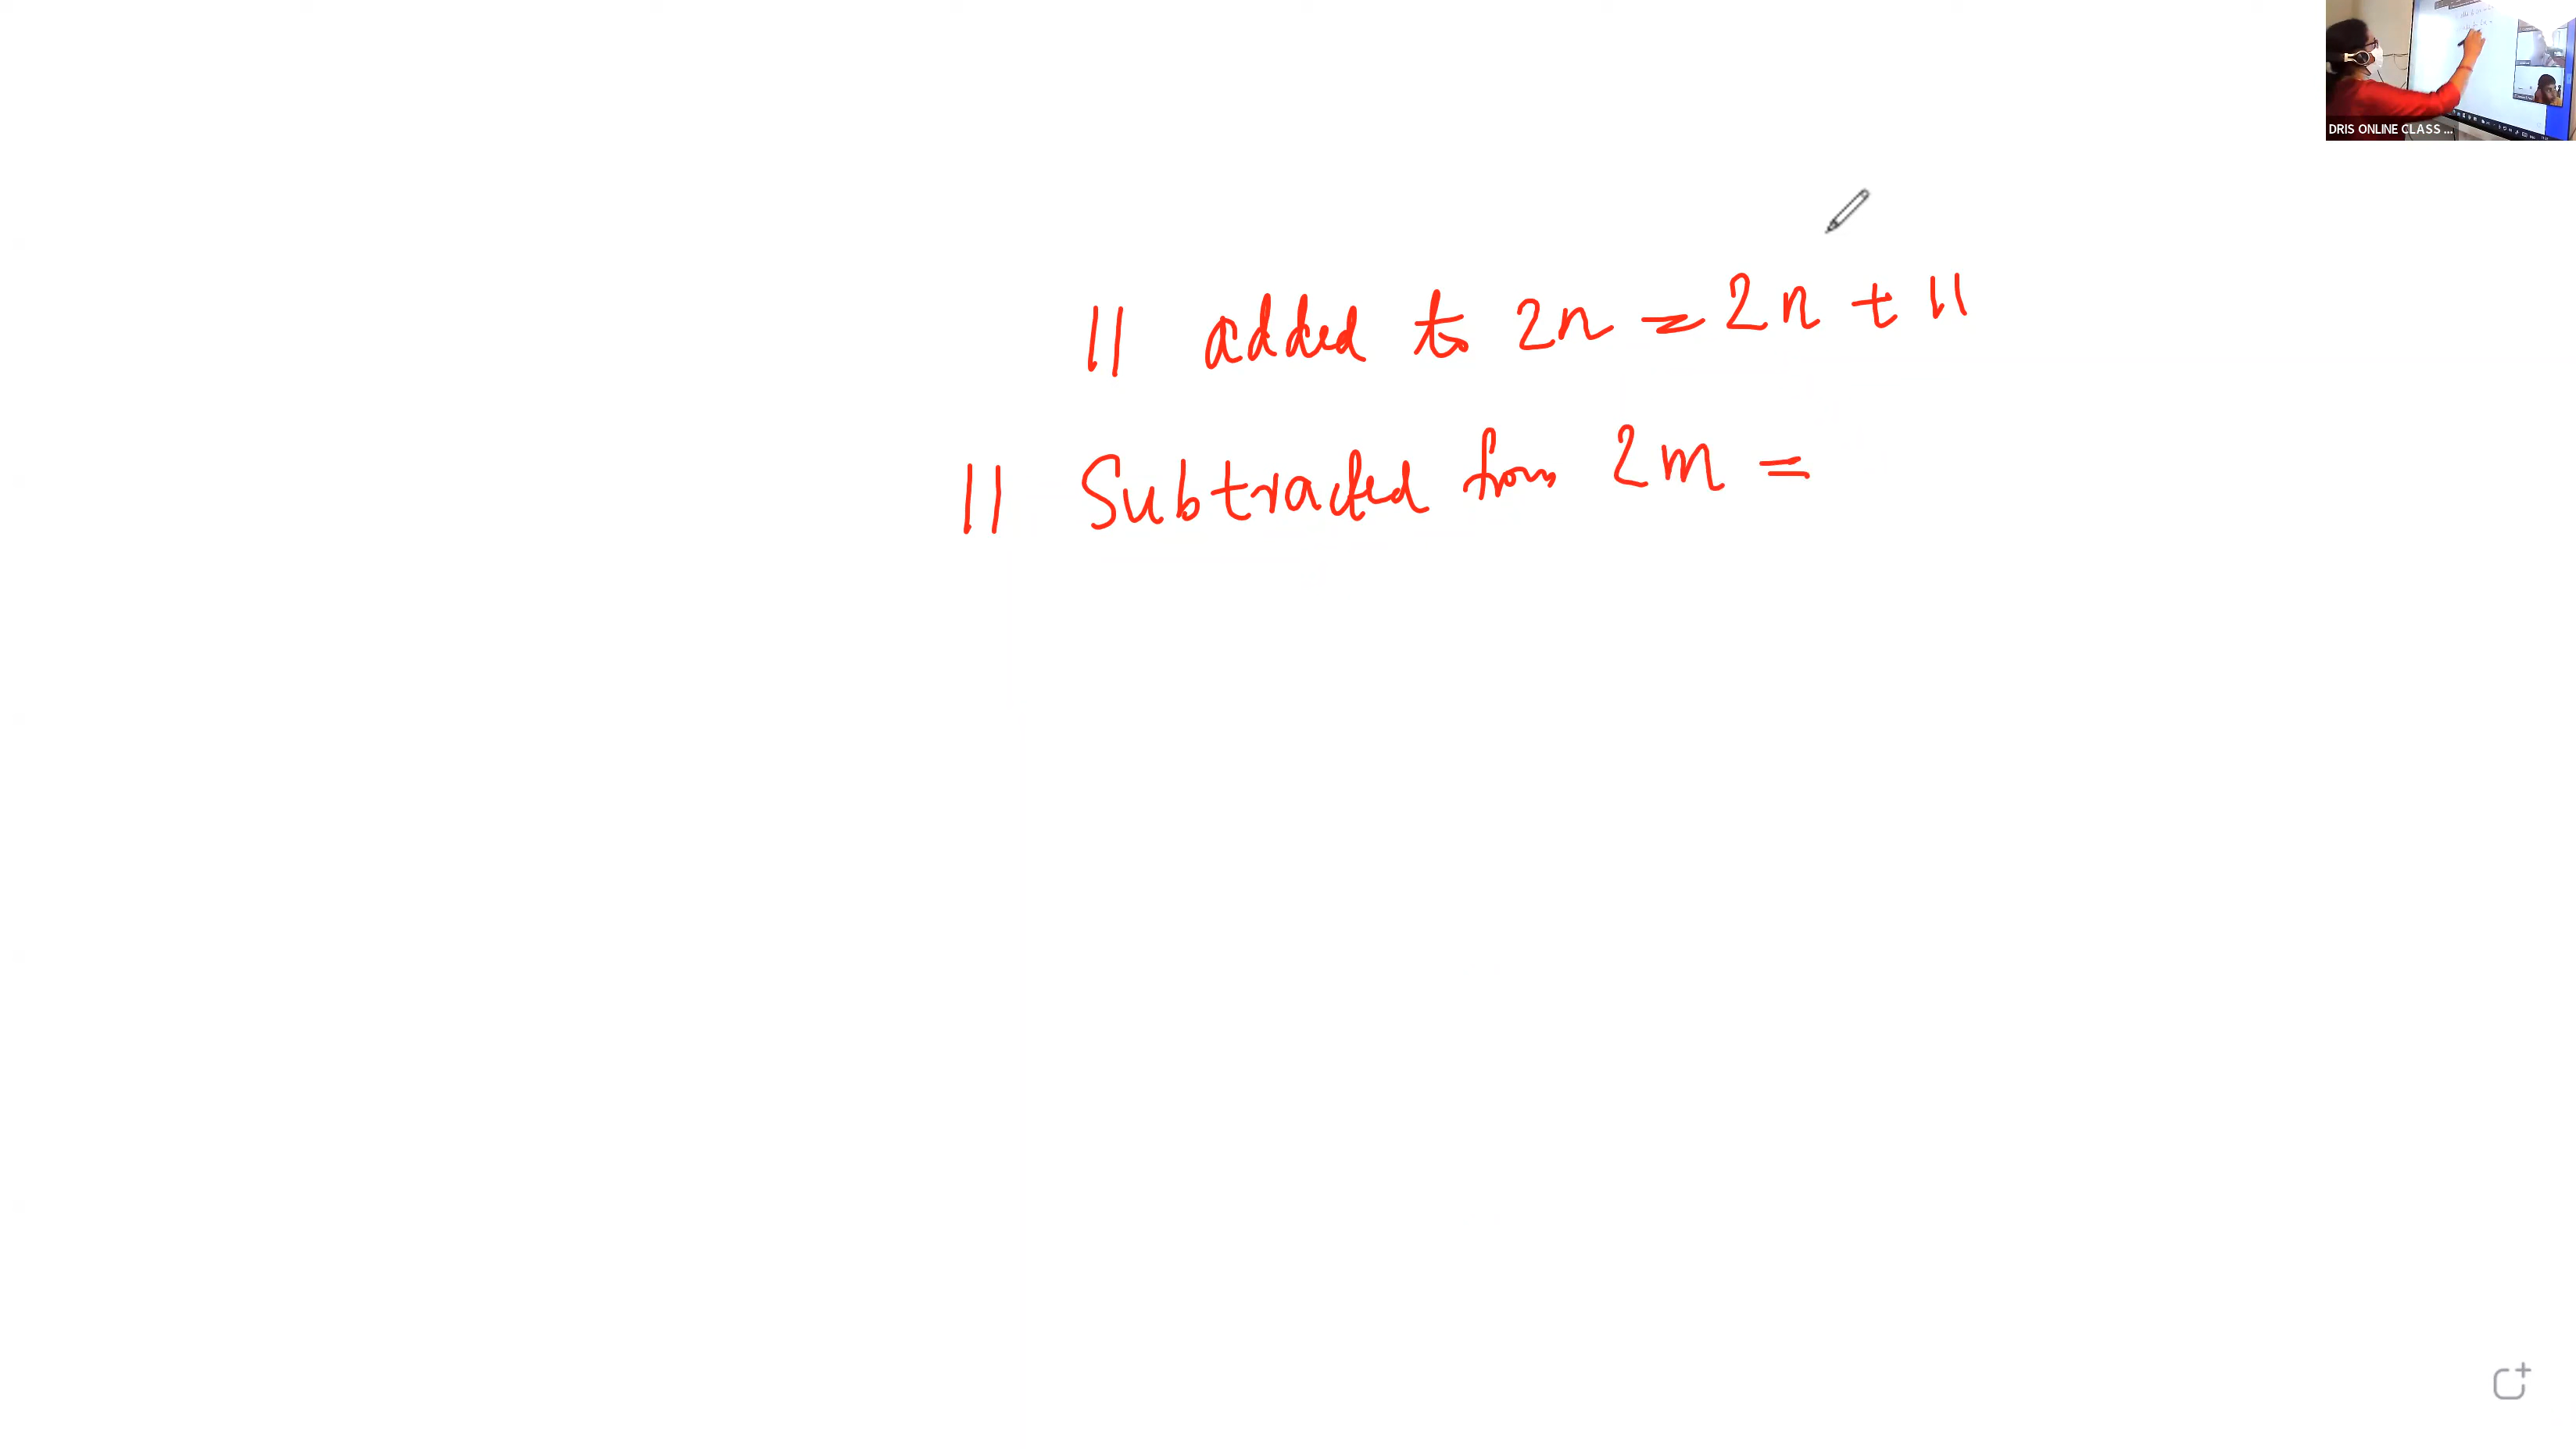 DRIS ONLINE CLASS ...
11 added to 2n = 2n + 11
11 Subtracted from 2m =